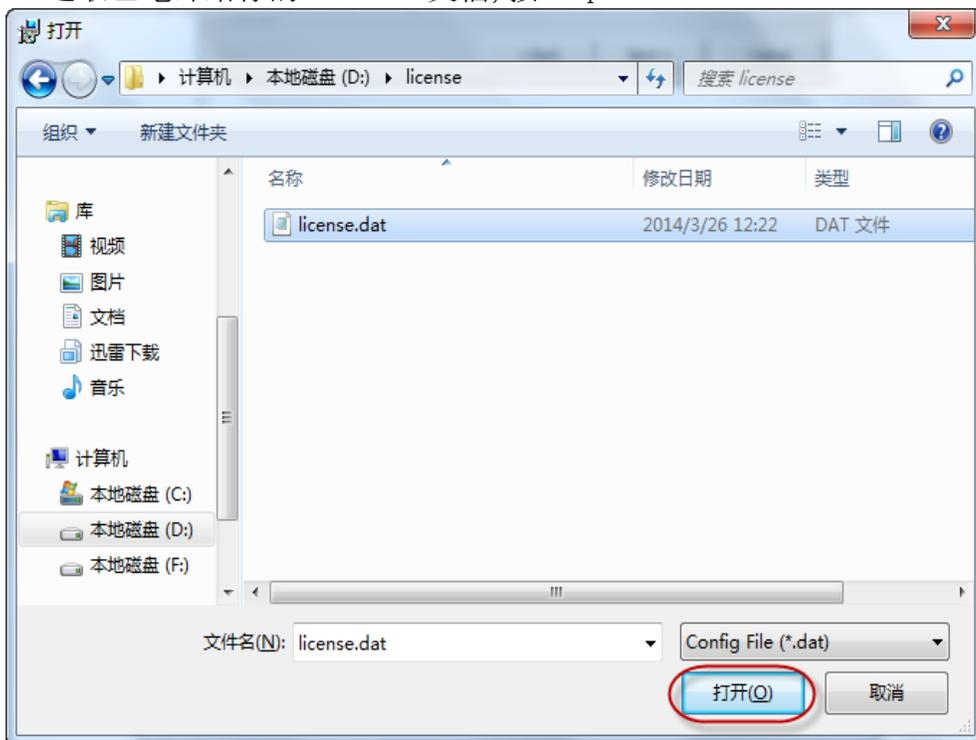 打开
计算机 本地磁盘 (D:) license
搜索 license
组织 新建文件夹
名称 修改日期 类型
库
license.dat 2014/3/26 12:22 DAT 文件
视频
图片
文档
迅雷下载
音乐
计算机
本地磁盘 (C:)
本地磁盘 (D:)
本地磁盘 (F:)
文件名(N): license.dat Config File (*.dat)
打开(O) 取消